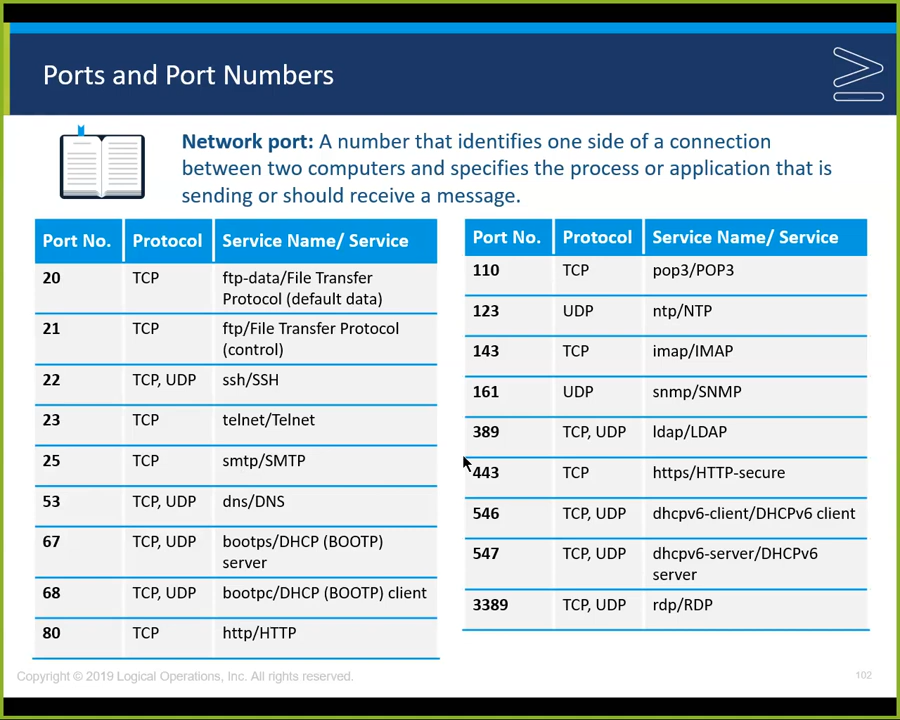 Ports and Port Numbers
Network port: A number that identifies one side of a connection
between two computers and specifies the process or application that is
sending or should receive a message.
Port No. Protocol Service Name/ Service
20 TCP ftp-data/File Transfer
Protocol (default data)
21 TCP ftp/File Transfer Protocol
(control)
22 TCP, UDP ssh/SSH
23 TCP telnet/Telnet
25 TCP smtp/SMTP
53 TCP, UDP dns/DNS
67 TCP, UDP bootps/DHCP (BOOTP)
server
68 TCP, UDP bootpc/DHCP (BOOTP) client
80 TCP http/HTTP
Port No. Protocol Service Name/ Service
110 TCP pop3/POP3
123 UDP ntp/NTP
143 TCP imap/IMAP
161 UDP snmp/SNMP
389 TCP, UDP ldap/LDAP
443 TCP https/HTTP-secure
546 TCP, UDP dhcpv6-client/DHCPv6 client
547 TCP, UDP dhcpv6-server/DHCPv6
server
3389 TCP, UDP rdp/RDP
Copyright © 2019 Logical Operations, Inc. All rights reserved.
102